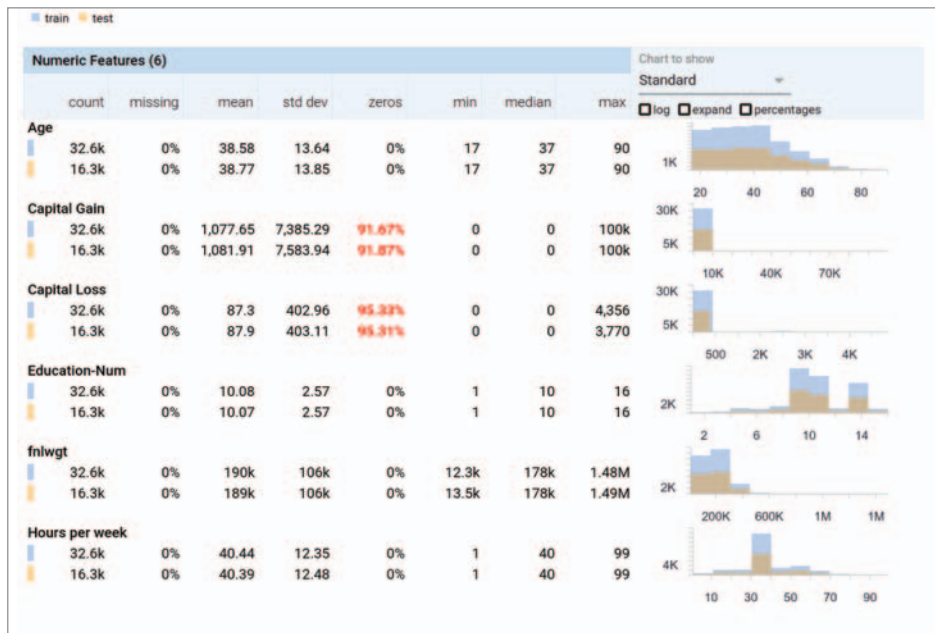 train test
Numeric Features (6)
Chart to show
Standard
count missing mean std dev zeros min median max
log expand percentages
Age
32.6k 0% 38.58 13.64 0% 17 37 90
16.3k 0% 38.77 13.85 0% 17 37 90
1K
20 40 60 80
Capital Gain
32.6k 0% 1,077.65 7,385.29 91.67% 0 0 100k
16.3k 0% 1,081.91 7,583.94 91.87% 0 0 100k
30K
5K
10K 40K 70K
Capital Loss
32.6k 0% 87.3 402.96 95.33% 0 0 4,356
16.3k 0% 87.9 403.11 95.31% 0 0 3,770
30K
5K
500 2K 3K 4K
Education-Num
32.6k 0% 10.08 2.57 0% 1 10 16
16.3k 0% 10.07 2.57 0% 1 10 16
2K
2 6 10 14
fnlwgt
32.6k 0% 190k 106k 0% 12.3k 178k 1.48M
16.3k 0% 189k 106k 0% 13.5k 178k 1.49M
2K
200K 600K 1M 1M
Hours per week
32.6k 0% 40.44 12.35 0% 1 40 99
16.3k 0% 40.39 12.48 0% 1 40 99
4K
10 30 50 70 90